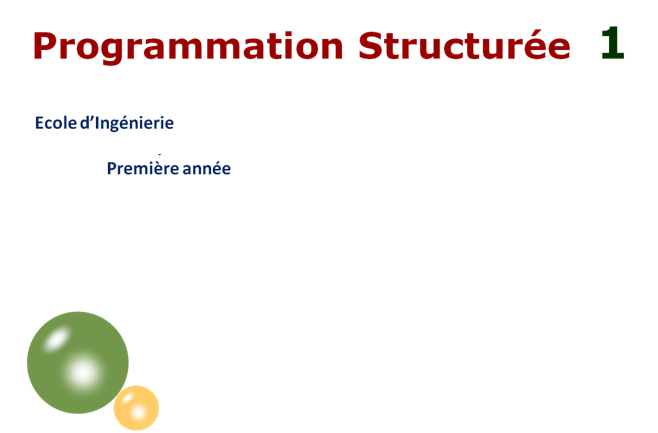 Programmation Structurée 1
Ecole d'Ingénierie
Première année